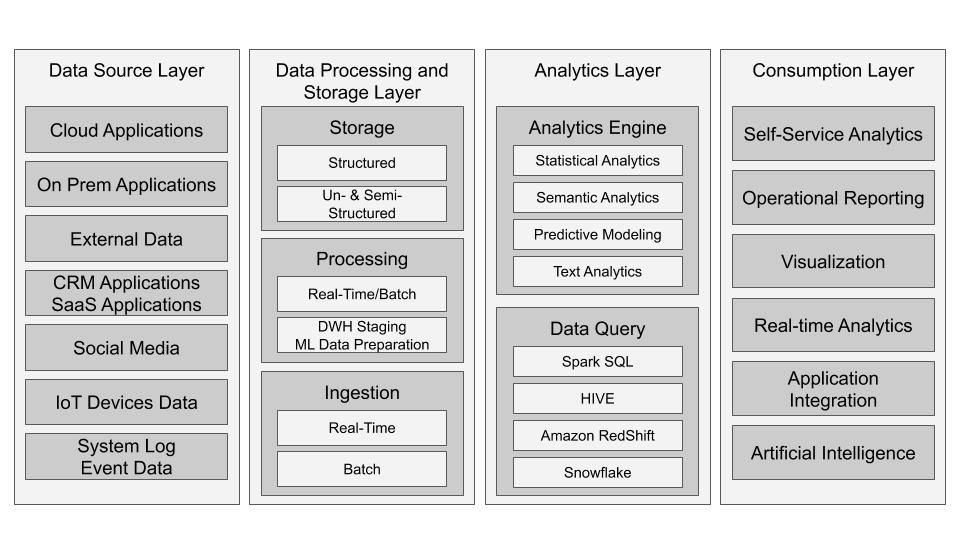 Data Source Layer
Cloud Applications
On Prem Applications
External Data
CRM Applications
SaaS Applications
Social Media
IoT Devices Data
System Log
Event Data
Data Processing and
Storage Layer
Storage
Structured
Un- & Semi-
Structured
Processing
Real-Time/Batch
DWH Staging
ML Data Preparation
Ingestion
Real-Time
Batch
Analytics Layer
Analytics Engine
Statistical Analytics
Semantic Analytics
Predictive Modeling
Text Analytics
Data Query
Spark SQL
HIVE
Amazon RedShift
Snowflake
Consumption Layer
Self-Service Analytics
Operational Reporting
Visualization
Real-time Analytics
Application
Integration
Artificial Intelligence